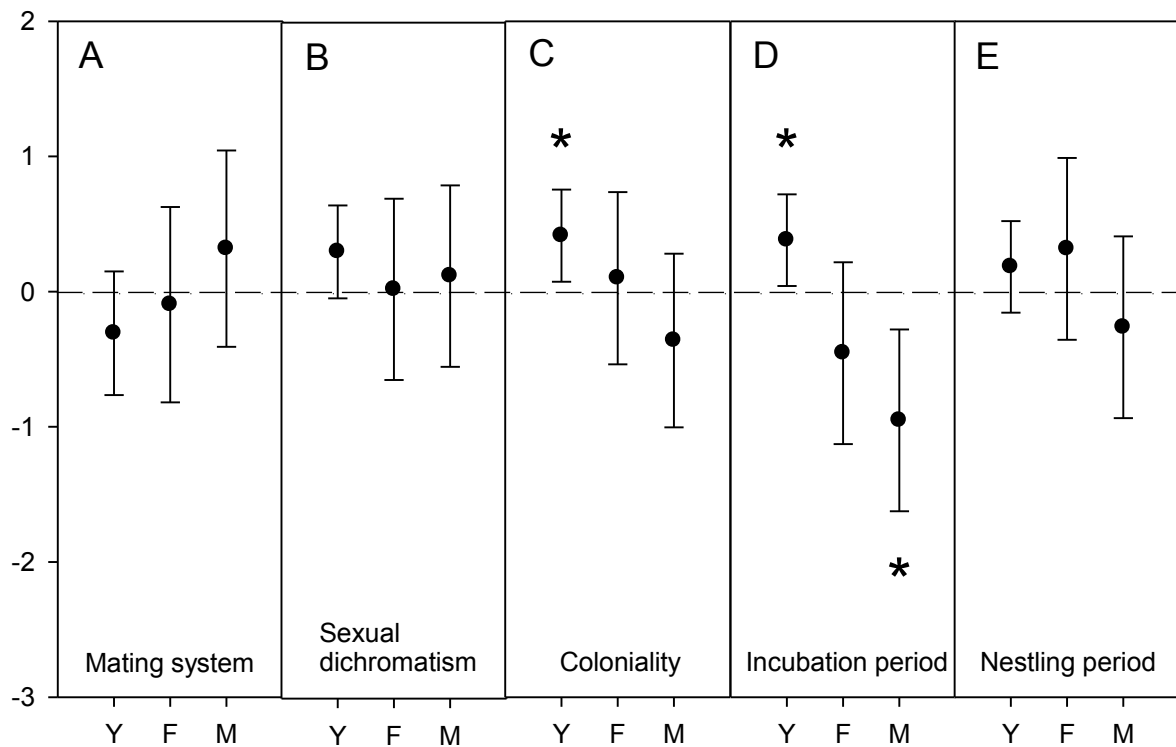 2
1
0
-1
-2
-3
A
B
C
D
E
*
*
*
Mating system
Sexual
dichromatism
Coloniality
Incubation period
Nestling period
Y F M Y F M Y F M Y F M Y F M